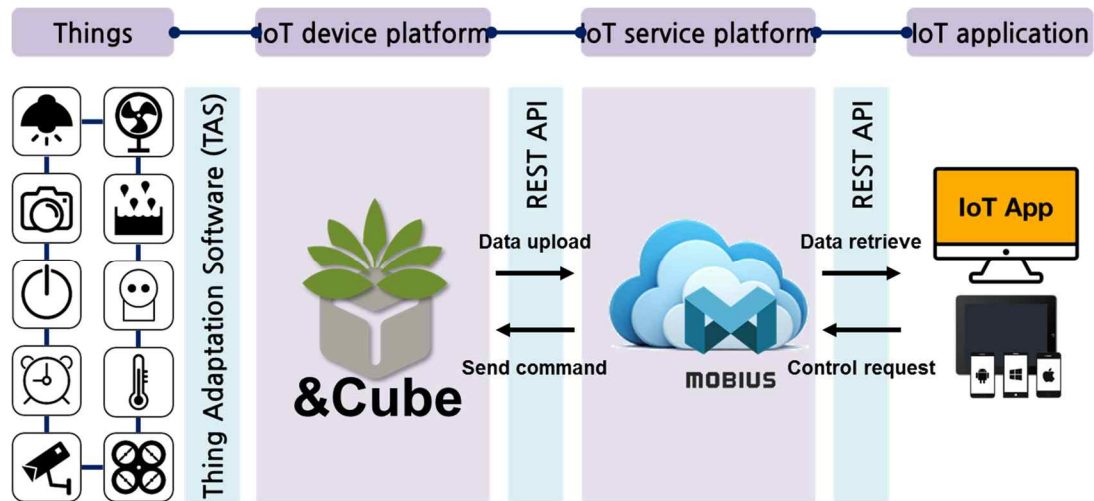 Things
IoT device platform
IoT service platform
IoT application
Thing Adaptation Software (TAS)
REST API
REST API
IoT App
Data upload
Data retrieve
Send command
Control request
&Cube
MOBIUS